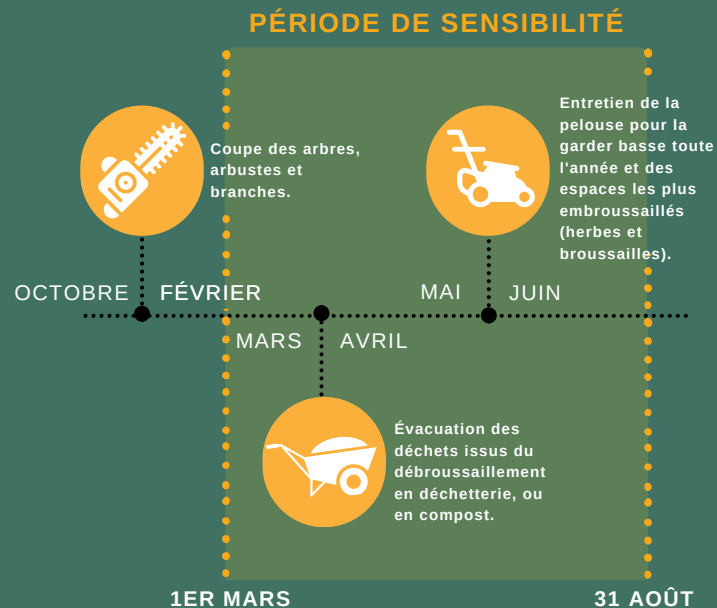 PÉRIODE DE SENSIBILITÉ
Coupe des arbres,
arbustes et
branches.
Entretien de la
pelouse pour la
garder basse toute
l'année et des
espaces les plus
embroussaillés
(herbes et
broussailles).
OCTOBRE FÉVRIER
MAI JUIN
MARS AVRIL
Évacuation des
déchets issus du
débroussaillement
en déchetterie, ou
en compost.
1ER MARS
31 AOÛT